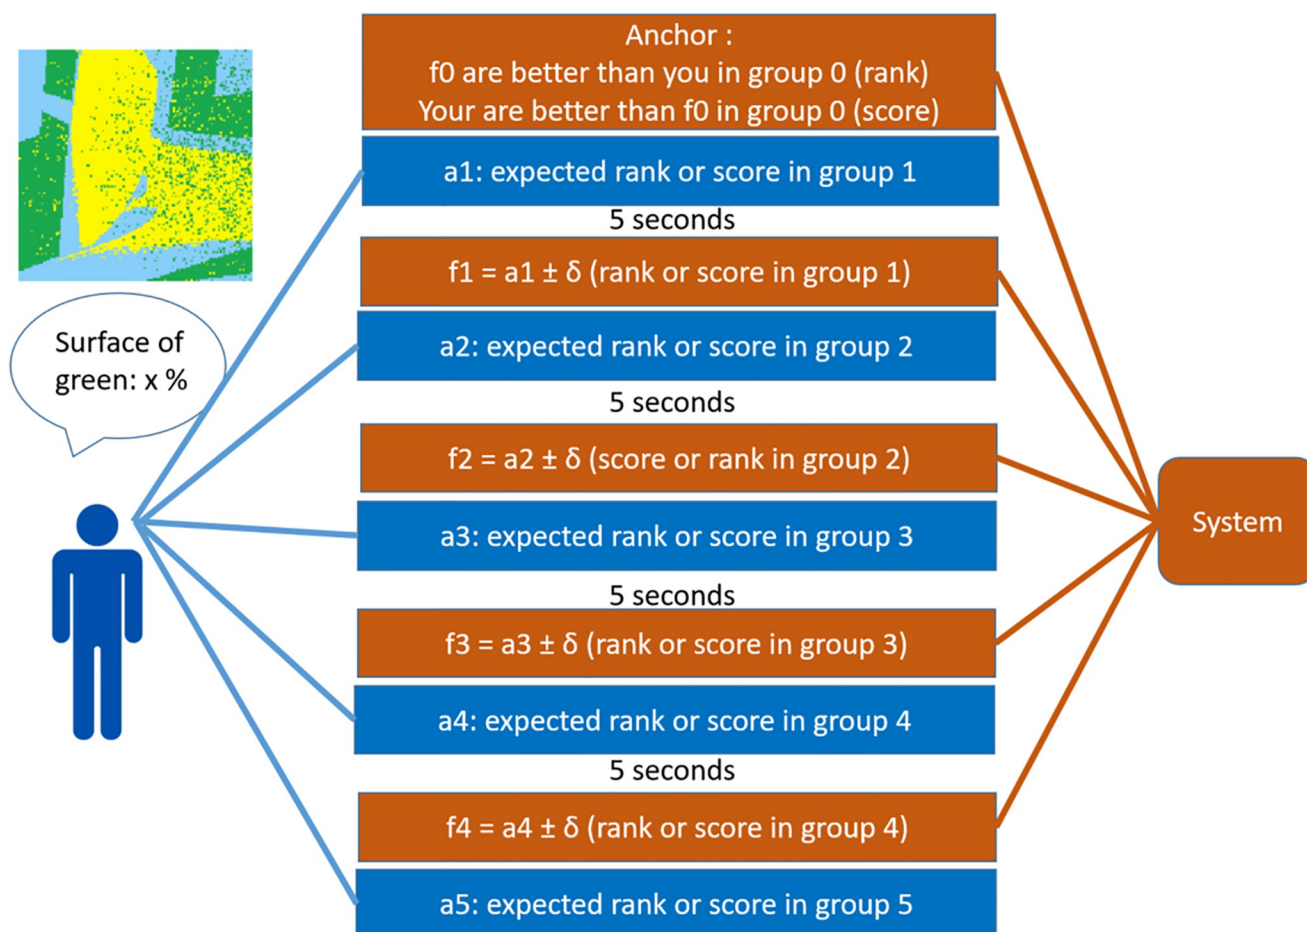 Anchor :
f0 are better than you in group 0 (rank)
Your are better than f0 in group 0 (score)
a1: expected rank or score in group 1
5 seconds
f1 = a1 ± δ (rank or score in group 1)
Surface of
green: x %
a2: expected rank or score in group 2
5 seconds
f2 = a2 ± δ (score or rank in group 2)
a3: expected rank or score in group 3
System
5 seconds
f3 = a3 ± δ (rank or score in group 3)
a4: expected rank or score in group 4
5 seconds
f4 = a4 ± δ (rank or score in group 4)
a5: expected rank or score in group 5